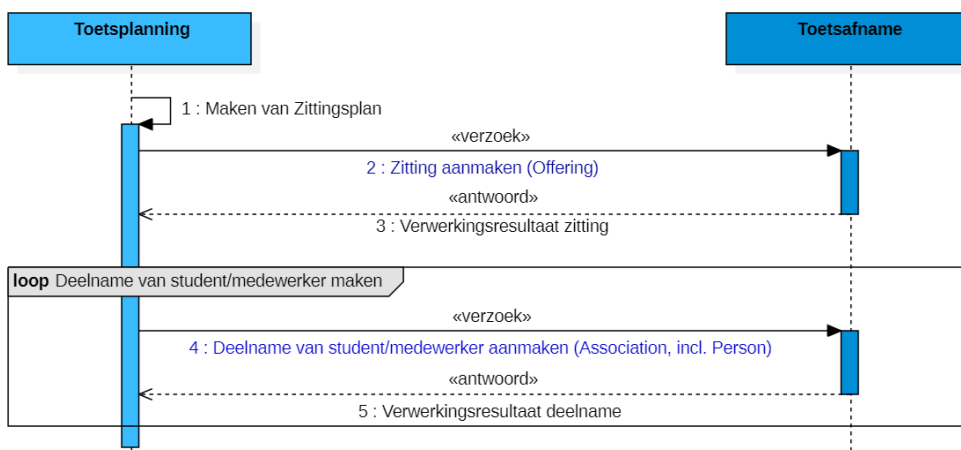 Toetsplanning
Toetsafname
1 : Maken van Zittingsplan
«verzoek»
2 : Zitting aanmaken (Offering)
«antwoord»
3 : Verwerkingsresultaat zitting
loop Deelname van student/medewerker maken
«verzoek»
4 : Deelname van student/medewerker aanmaken (Association, incl. Person)
«antwoord»
5 : Verwerkingsresultaat deelname